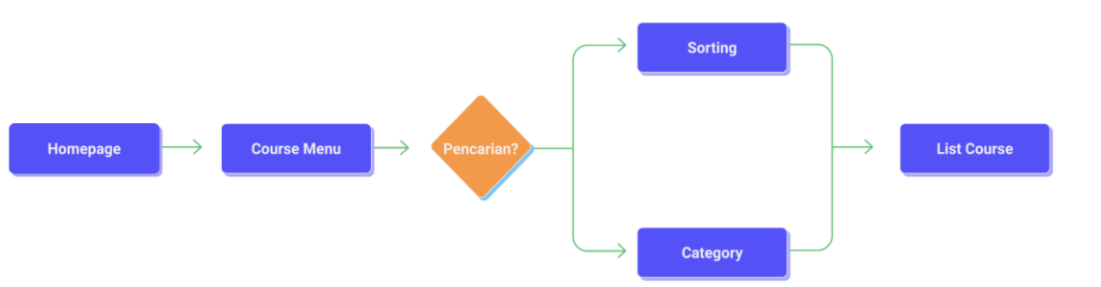 Homepage
Course Menu
Pencarian?
Sorting
Category
List Course